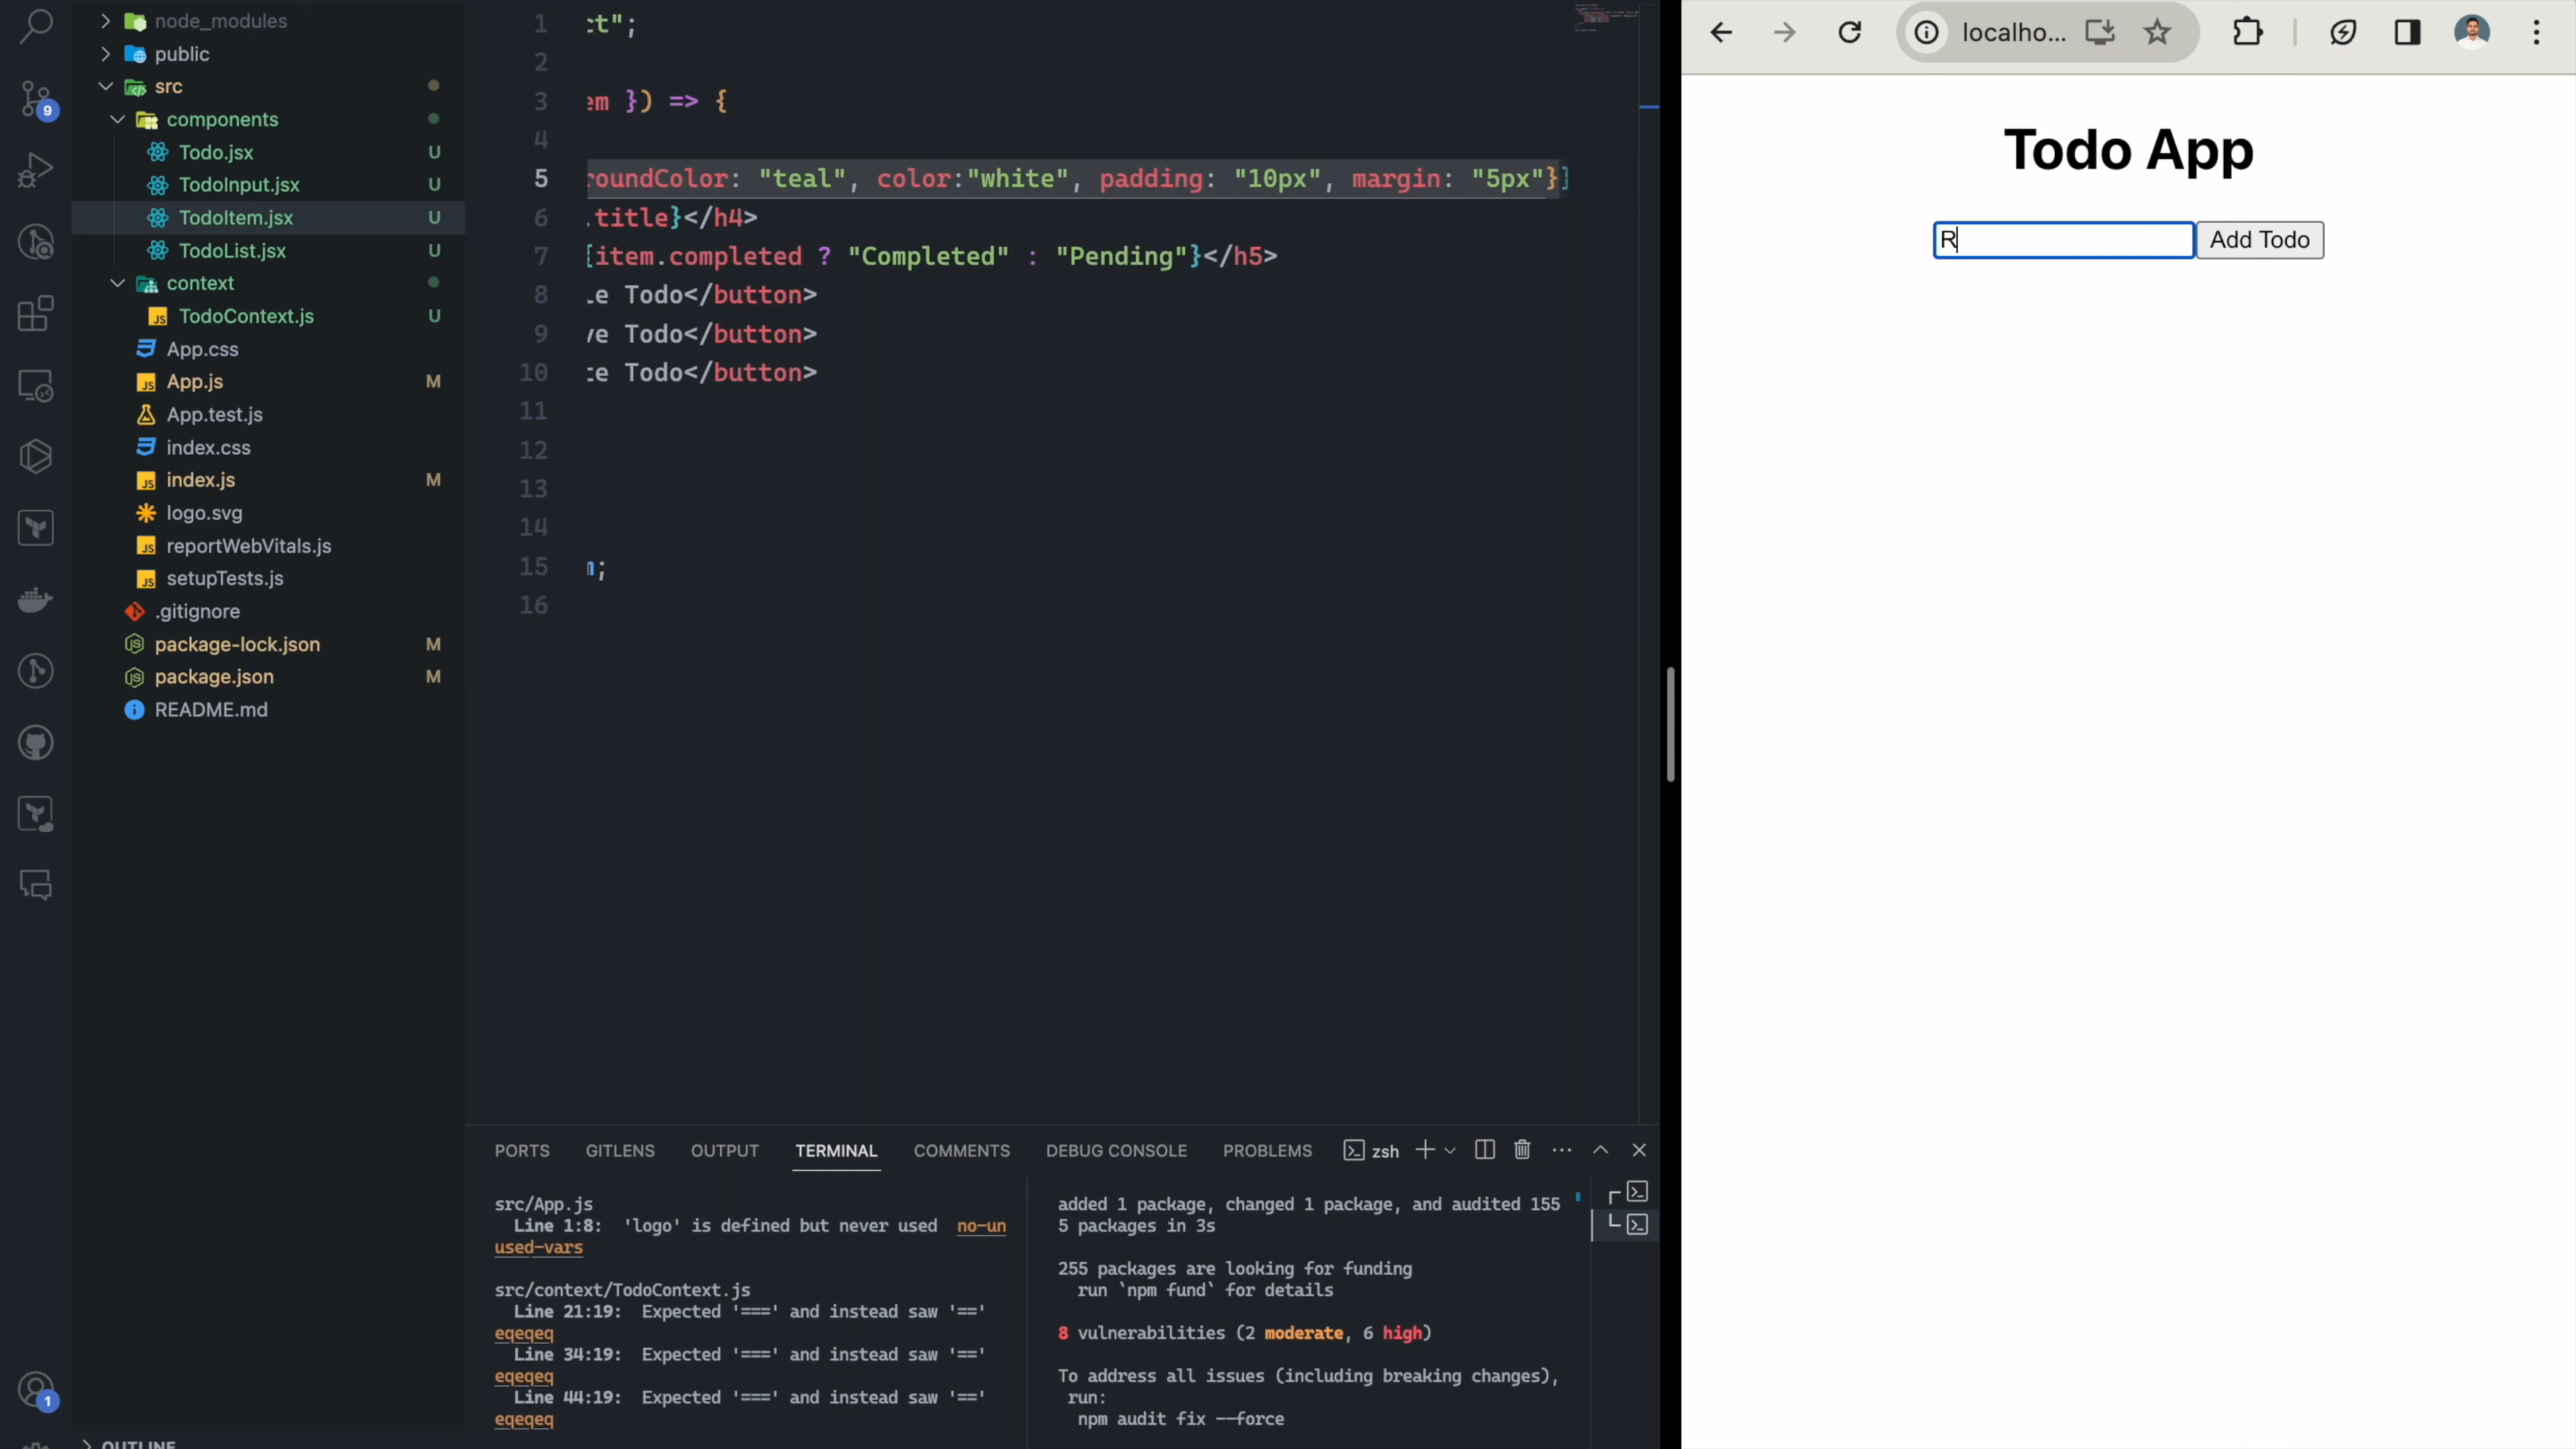 node_modules
public
src
9
components
Todo.jsx U
TodoInput.jsx U
TodoItem.jsx U
TodoList.jsx U
context
TodoContext.js U
App.css
App.js M
App.test.js
index.css
index.js M
logo.svg
reportWebVitals.js
setupTests.js
.gitignore
package-lock.json M
package.json M
README.md
1
OUTLINE
1 ct";
2
3 em }) => {
4
5 roundColor: "teal", color:"white", padding: "10px", margin: "5px"}}
6 .title}</h4>
7 {item.completed ? "Completed" : "Pending"}</h5>
8 le Todo</button>
9 ve Todo</button>
10 te Todo</button>
11
12
13
14
15 m;
16
PORTS GITLENS OUTPUT TERMINAL COMMENTS DEBUG CONSOLE PROBLEMS zsh
src/App.js
Line 1:8: 'logo' is defined but never used no-un
used-vars
src/context/TodoContext.js
Line 21:19: Expected '===' and instead saw '=='
eqeqeq
Line 34:19: Expected '===' and instead saw '=='
eqeqeq
Line 44:19: Expected '===' and instead saw '=='
eqeqeq
added 1 package, changed 1 package, and audited 155
5 packages in 3s
255 packages are looking for funding
run `npm fund` for details
8 vulnerabilities (2 moderate, 6 high)
To address all issues (including breaking changes),
run:
npm audit fix --force
localho...
Todo App
R Add Todo